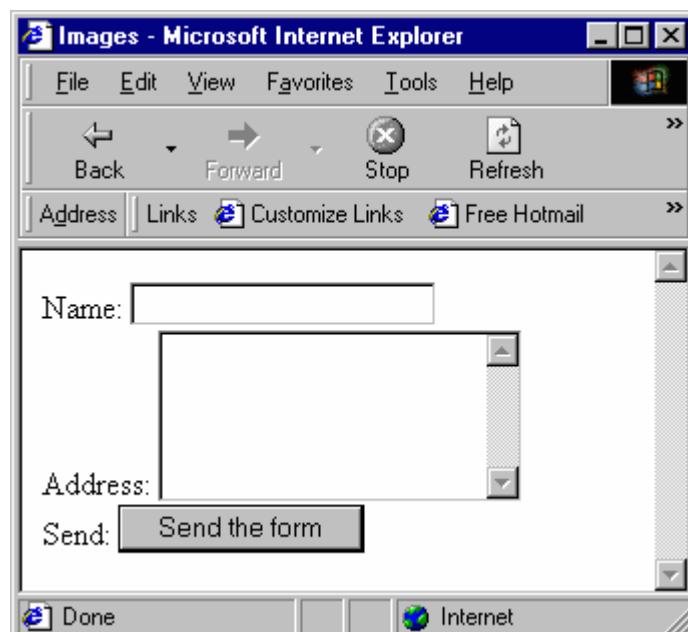 Images - Microsoft Internet Explorer
File Edit View Favorites Tools Help
Back Forward Stop Refresh »
Address Links Customize Links Free Hotmail »
Name:
Address:
Send: Send the form
Done Internet